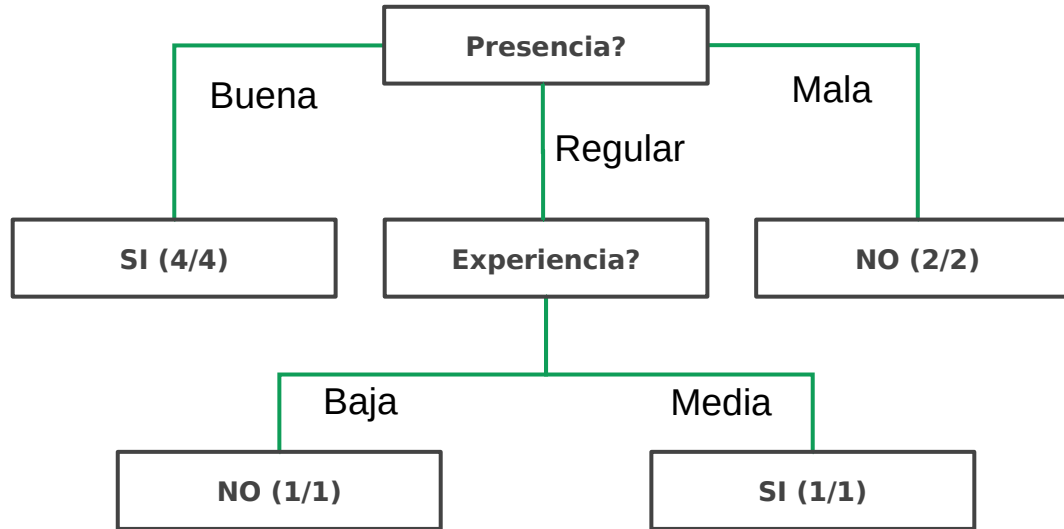 Presencia?
Buena
Mala
Regular
SI (4/4)
Experiencia?
NO (2/2)
Baja
Media
NO (1/1)
SI (1/1)